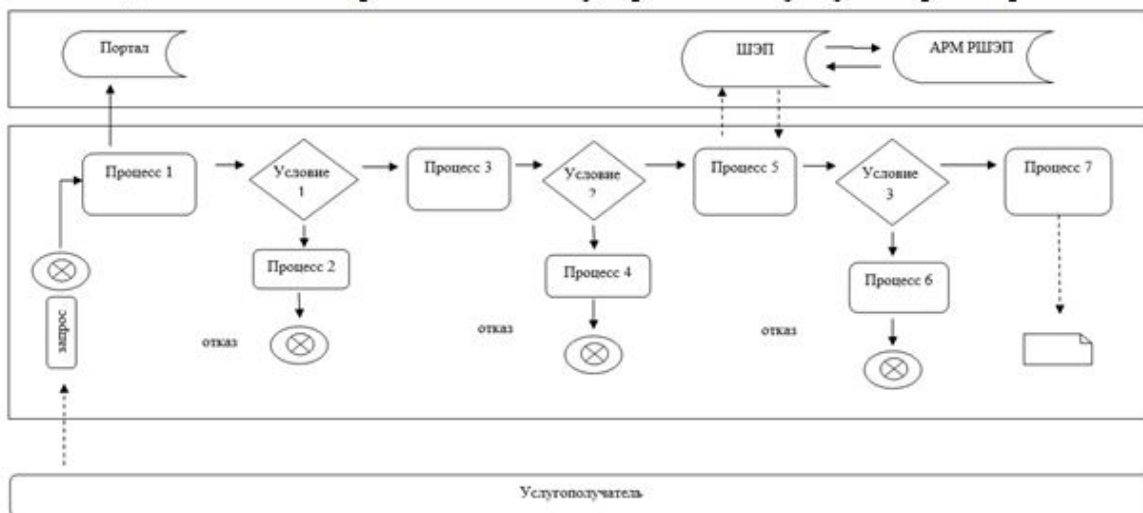 Портал
ШЭП
АРМ РШЭП
Процесс 1
Условие
1
Процесс 3
Условие
2
Процесс 5
Условие
3
Процесс 7
Процесс 2
Процесс 4
Процесс 6
запрос
отказ
отказ
отказ
Услугополучатель